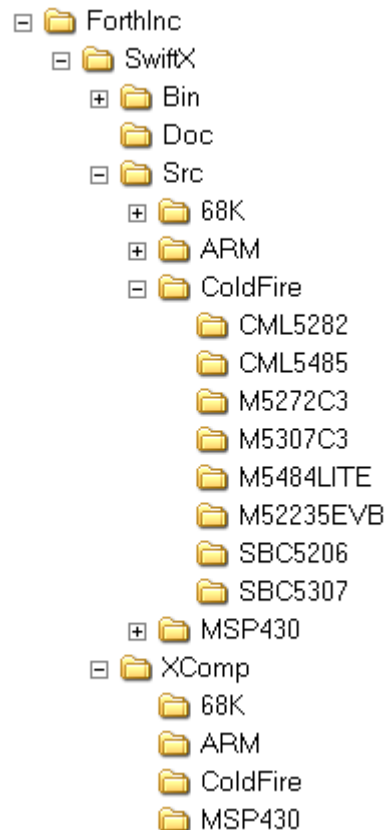 ForthInc
SwiftX
Bin
Doc
Src
68K
ARM
ColdFire
CML5282
CML5485
M5272C3
M5307C3
M5484LITE
M52235EVB
SBC5206
SBC5307
MSP430
XComp
68K
ARM
ColdFire
MSP430